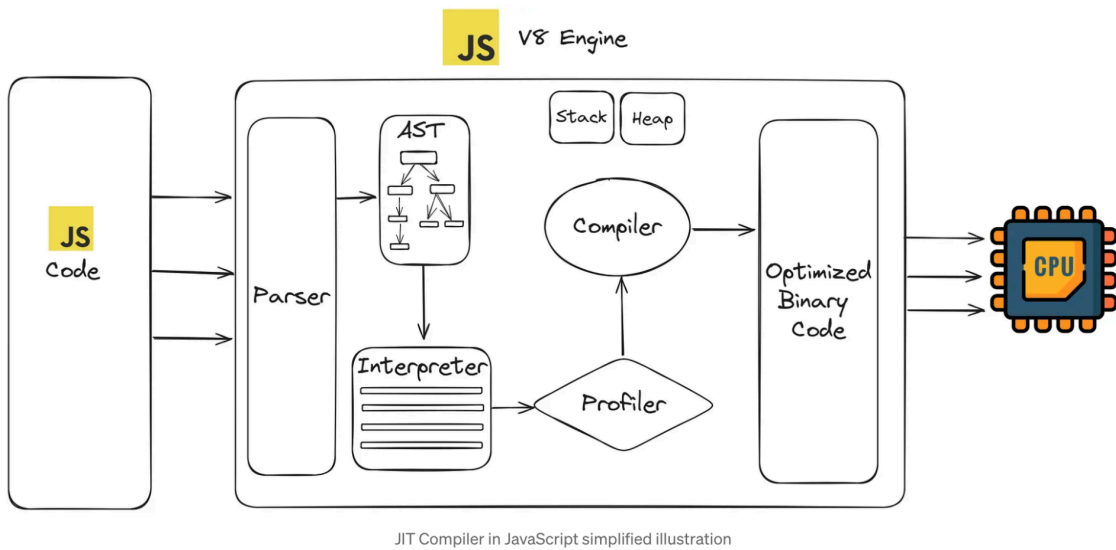 JS V8 Engine
JS
Code
Parser
AST
Interpreter
Stack
Heap
Compiler
Profiler
Optimized
Binary
Code
CPU
JIT Compiler in JavaScript simplified illustration